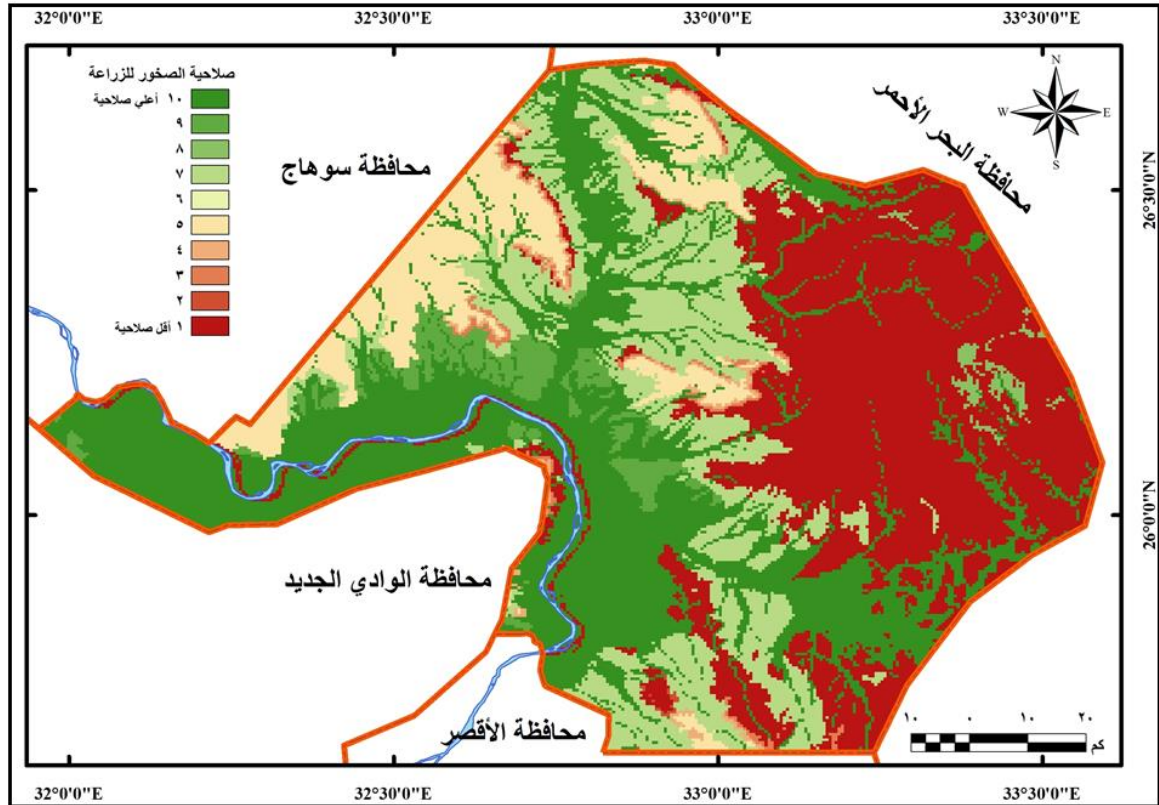 32°0'0"E 32°30'0"E 33°0'0"E 33°30'0"E
صلاحية الصخور للزراعة
١٠ أعلي صلاحية
٩
٨
٧
٦
٥
٤
٣
٢
١ أقل صلاحية
N
W E
S
محافظة البحر الأحمر
محافظة سوهاج
26°30'0"N
26°0'0"N
محافظة الوادي الجديد
محافظة الأقصر
١٠ ٠ ١٠ ٢٠
كم
32°0'0"E 32°30'0"E 33°0'0"E 33°30'0"E